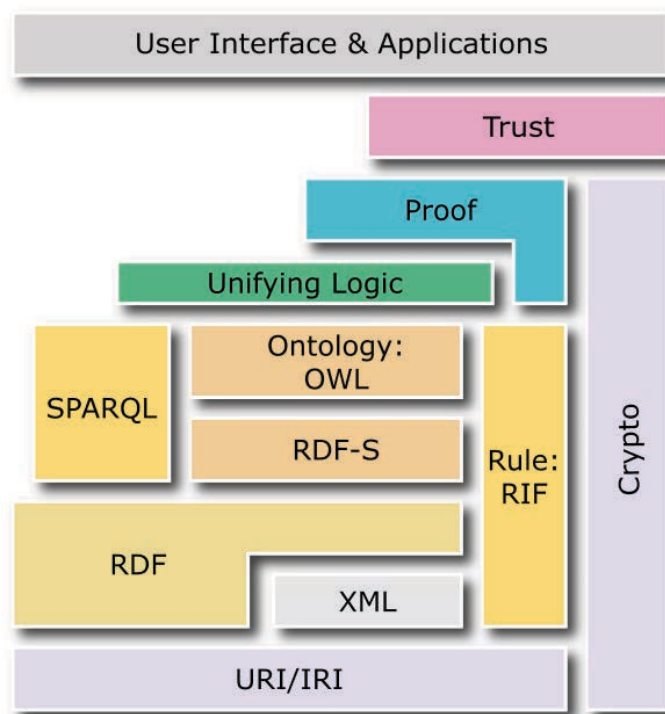 User Interface & Applications
Trust
Proof
Unifying Logic
Ontology:
OWL
SPARQL
RDF-S
Rule:
RIF
Crypto
RDF
XML
URI/IRI